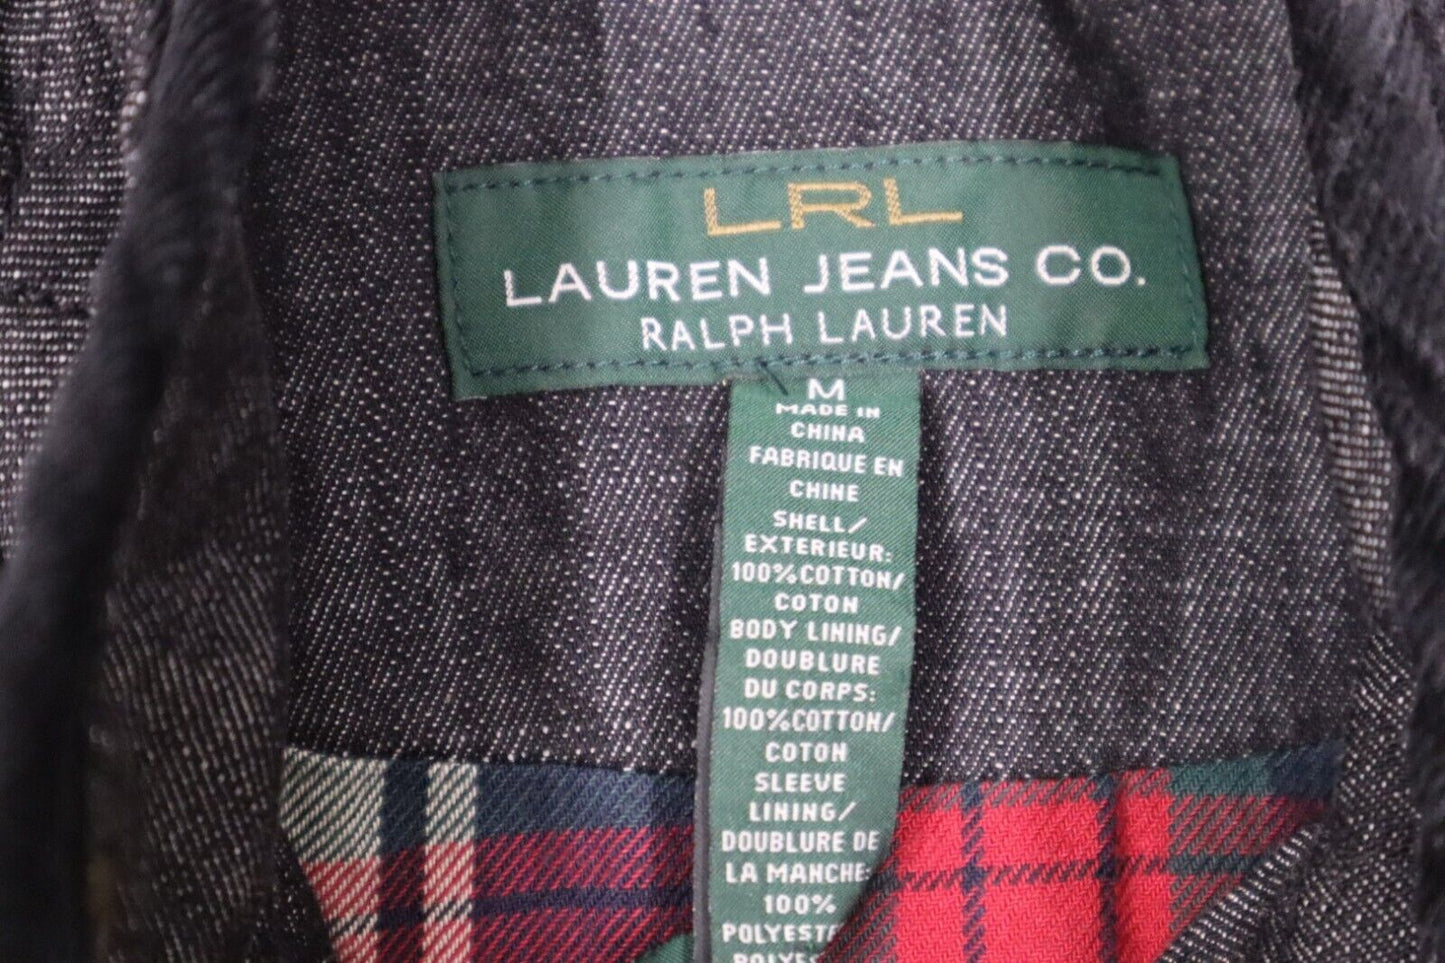 LRL
LAUREN JEANS CO.
RALPH LAUREN
M
MADE IN
CHINA
FABRIQUE EN
CHINE
SHELL/
EXTERIEUR:
100%COTTON/
COTON
BODY LINING/
DOUBLURE
DU CORPS:
100%COTTON/
COTON
SLEEVE
LINING/
DOUBLURE DE
LA MANCHE:
100%